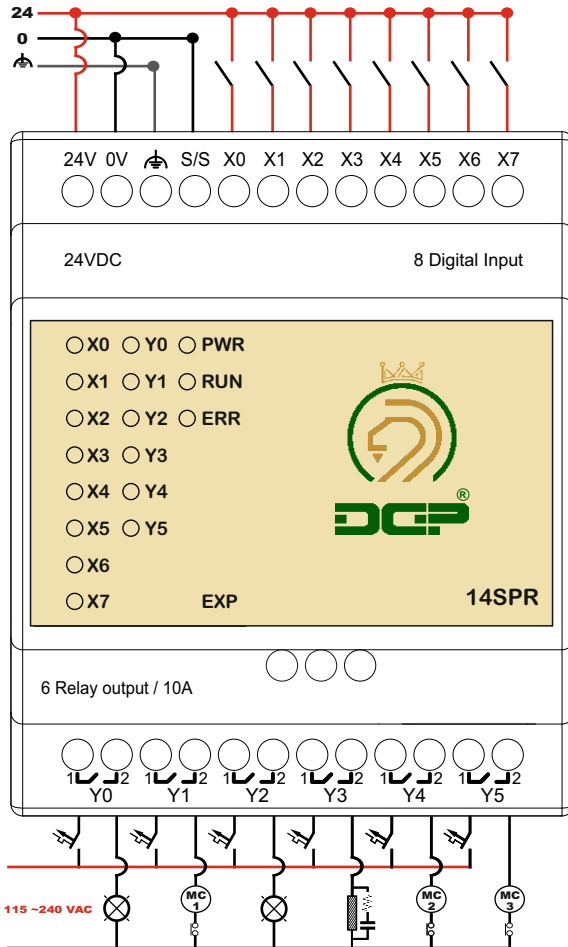 24
0
24V 0V S/S X0 X1 X2 X3 X4 X5 X6 X7
24VDC 8 Digital Input
X0 Y0 PWR
X1 Y1 RUN
X2 Y2 ERR
X3 Y3
X4 Y4
X5 Y5
X6
X7 EXP
DCP ®
14SPR
6 Relay output / 10A
1 2 1 2 1 2 1 2 1 2 1 2
Y0 Y1 Y2 Y3 Y4 Y5
115 ~240 VAC
MC 1
MC 2
MC 3